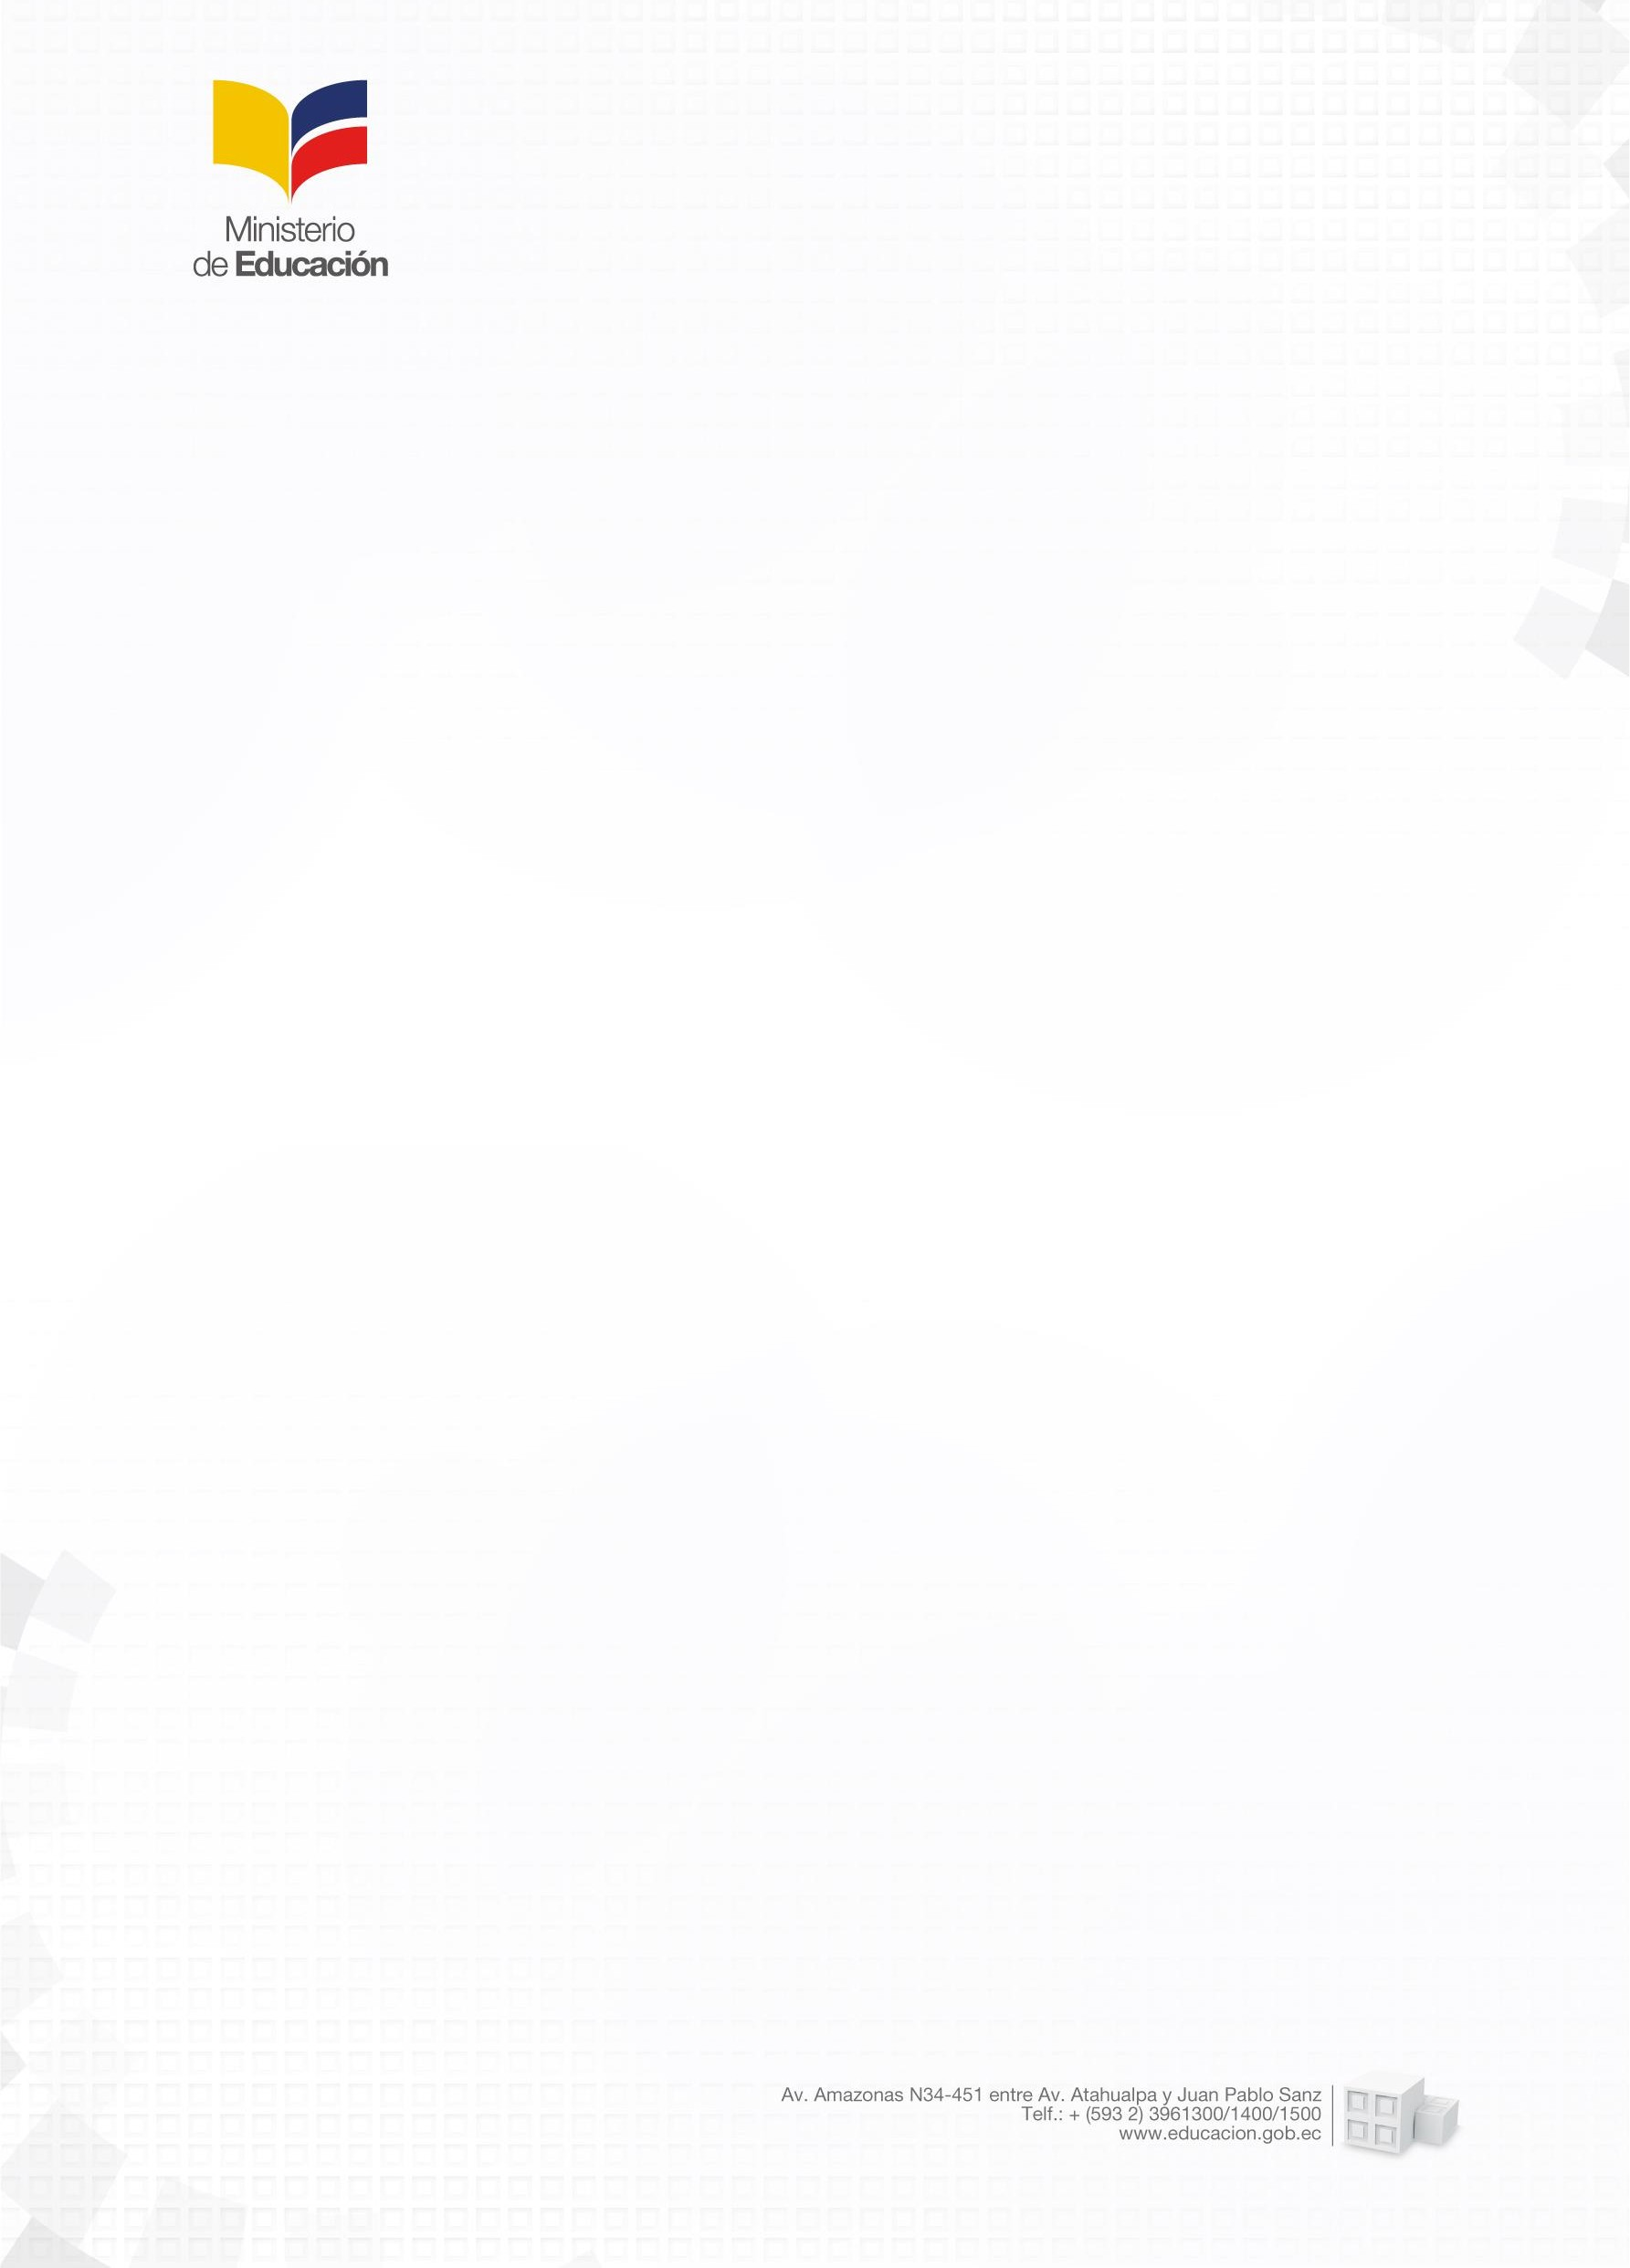 Ministerio
de Educación
Av. Amazonas N34-451 entre Av. Atahualpa y Juan Pablo Sanz
Telf.: + (593 2) 3961300/1400/1500
www.educacion.gob.ec